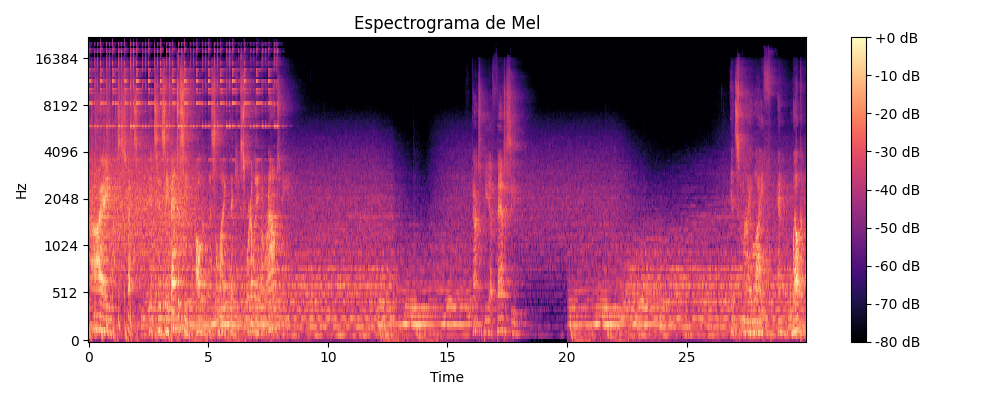 Espectrograma de Mel
Hz
16384
8192
4096
2048
1024
512
0
0 5 10 15 20 25
Time
+0 dB
-10 dB
-20 dB
-30 dB
-40 dB
-50 dB
-60 dB
-70 dB
-80 dB